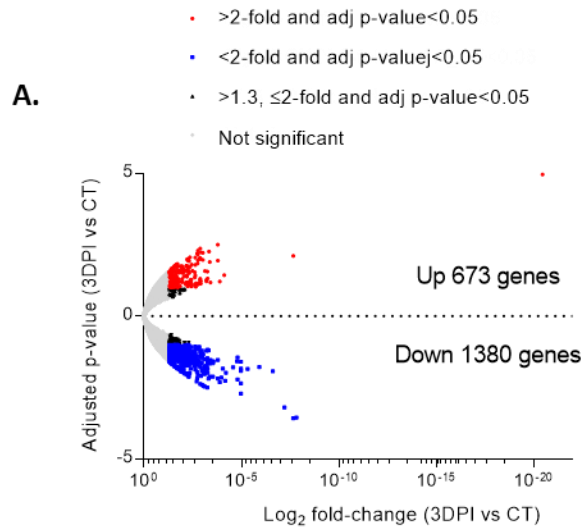 >2-fold and adj p-value<0.05
<2-fold and adj p-valuej<0.05
A.
>1.3, ≤2-fold and adj p-value<0.05
Not significant
5
Adjusted p-value (3DPI vs CT)
Up 673 genes
0
Down 1380 genes
-5
10⁰ 10⁻⁵ 10⁻¹⁰ 10⁻¹⁵ 10⁻²⁰
Log₂ fold-change (3DPI vs CT)